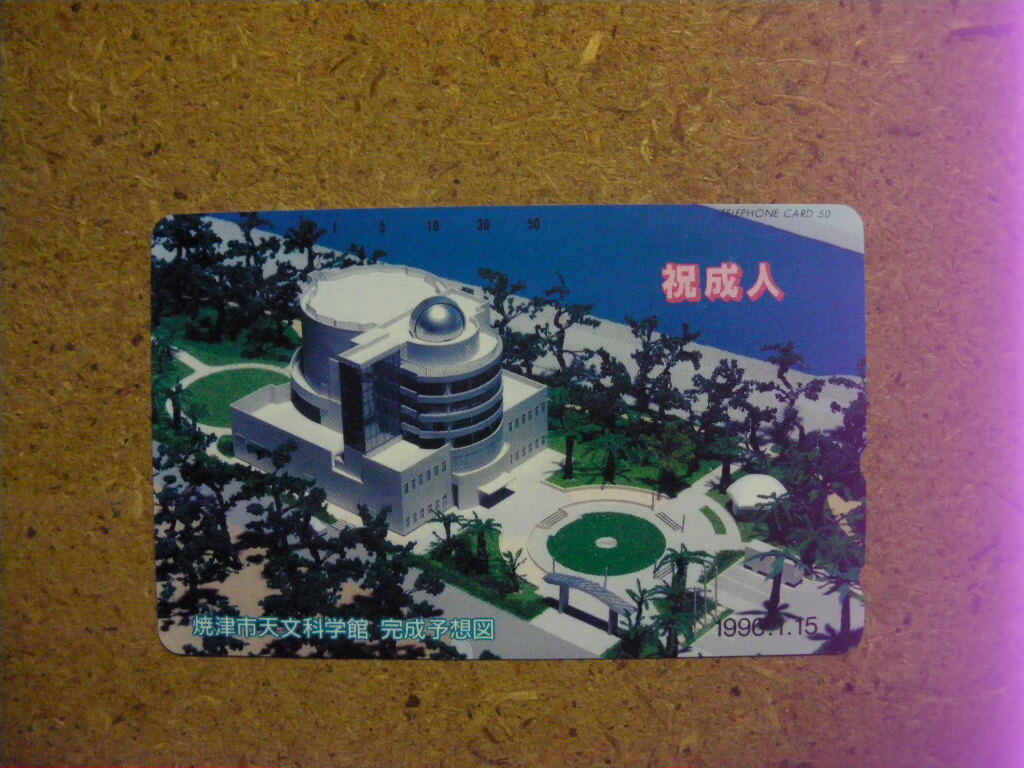 TELEPHONE CARD 50
1 5 10 30 50
祝成人
焼津市天文科学館 完成予想図
1996.1.15